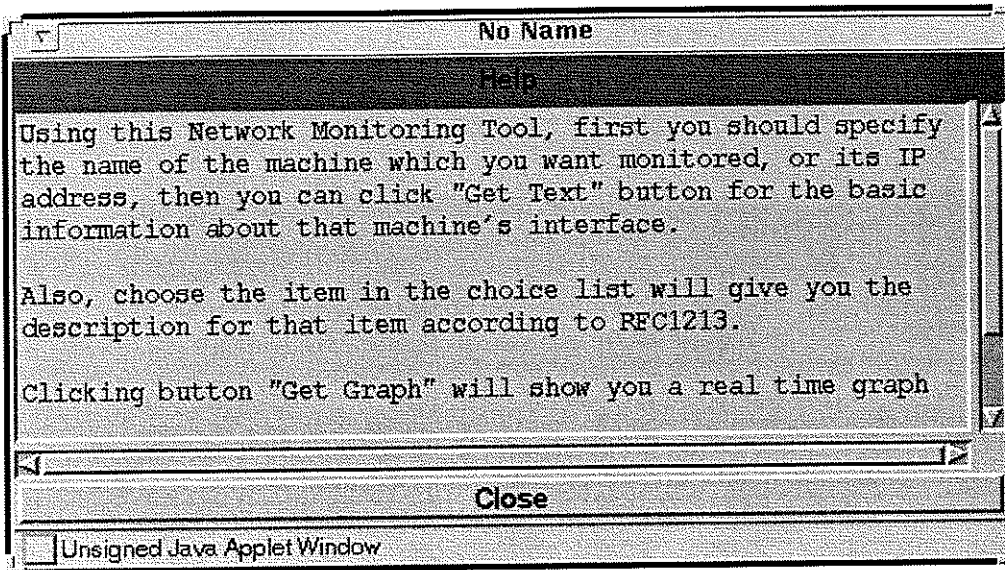 No Name
Help
Using this Network Monitoring Tool, first you should specify
the name of the machine which you want monitored, or its IP
address, then you can click "Get Text" button for the basic
information about that machine's interface.
Also, choose the item in the choice list will give you the
description for that item according to RFC1213.
Clicking button "Get Graph" will show you a real time graph
Close
Unsigned Java Applet Window